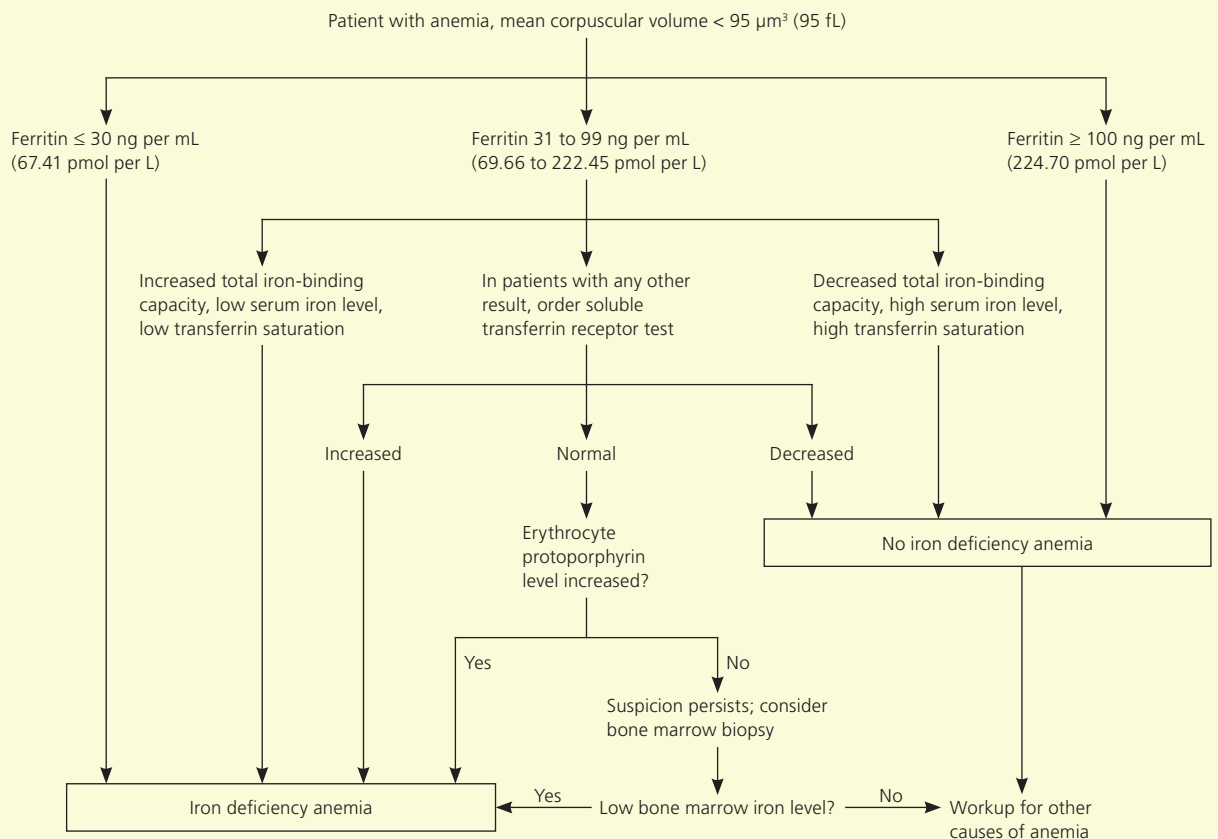 Patient with anemia, mean corpuscular volume < 95 μm³ (95 fL)
Ferritin ≤ 30 ng per mL
(67.41 pmol per L)
Ferritin 31 to 99 ng per mL
(69.66 to 222.45 pmol per L)
Ferritin ≥ 100 ng per mL
(224.70 pmol per L)
Increased total iron-binding
capacity, low serum iron level,
low transferrin saturation
In patients with any other
result, order soluble
transferrin receptor test
Decreased total iron-binding
capacity, high serum iron level,
high transferrin saturation
Increased
Normal
Decreased
Erythrocyte
protoporphyrin
level increased?
No iron deficiency anemia
Yes
No
Suspicion persists; consider
bone marrow biopsy
Iron deficiency anemia
Yes
Low bone marrow iron level?
No
Workup for other
causes of anemia